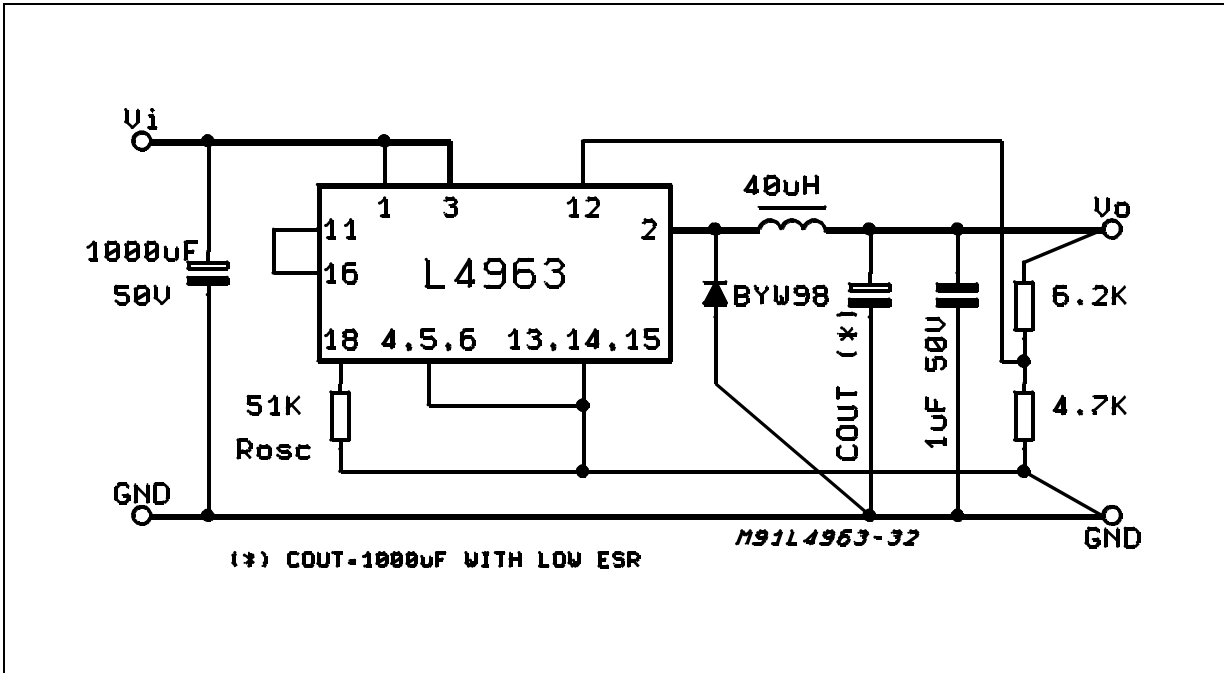 Vi
40uH
1
3
12
2
Vo
11
1000uF
16
50V
L4963
BYW98
6.2K
18
4.5.6
13.14.15
COUT (*)
1uF 50V
51K
Rosc
4.7K
GND
M91L4963-32
GND
(*) COUT=1000uF WITH LOW ESR